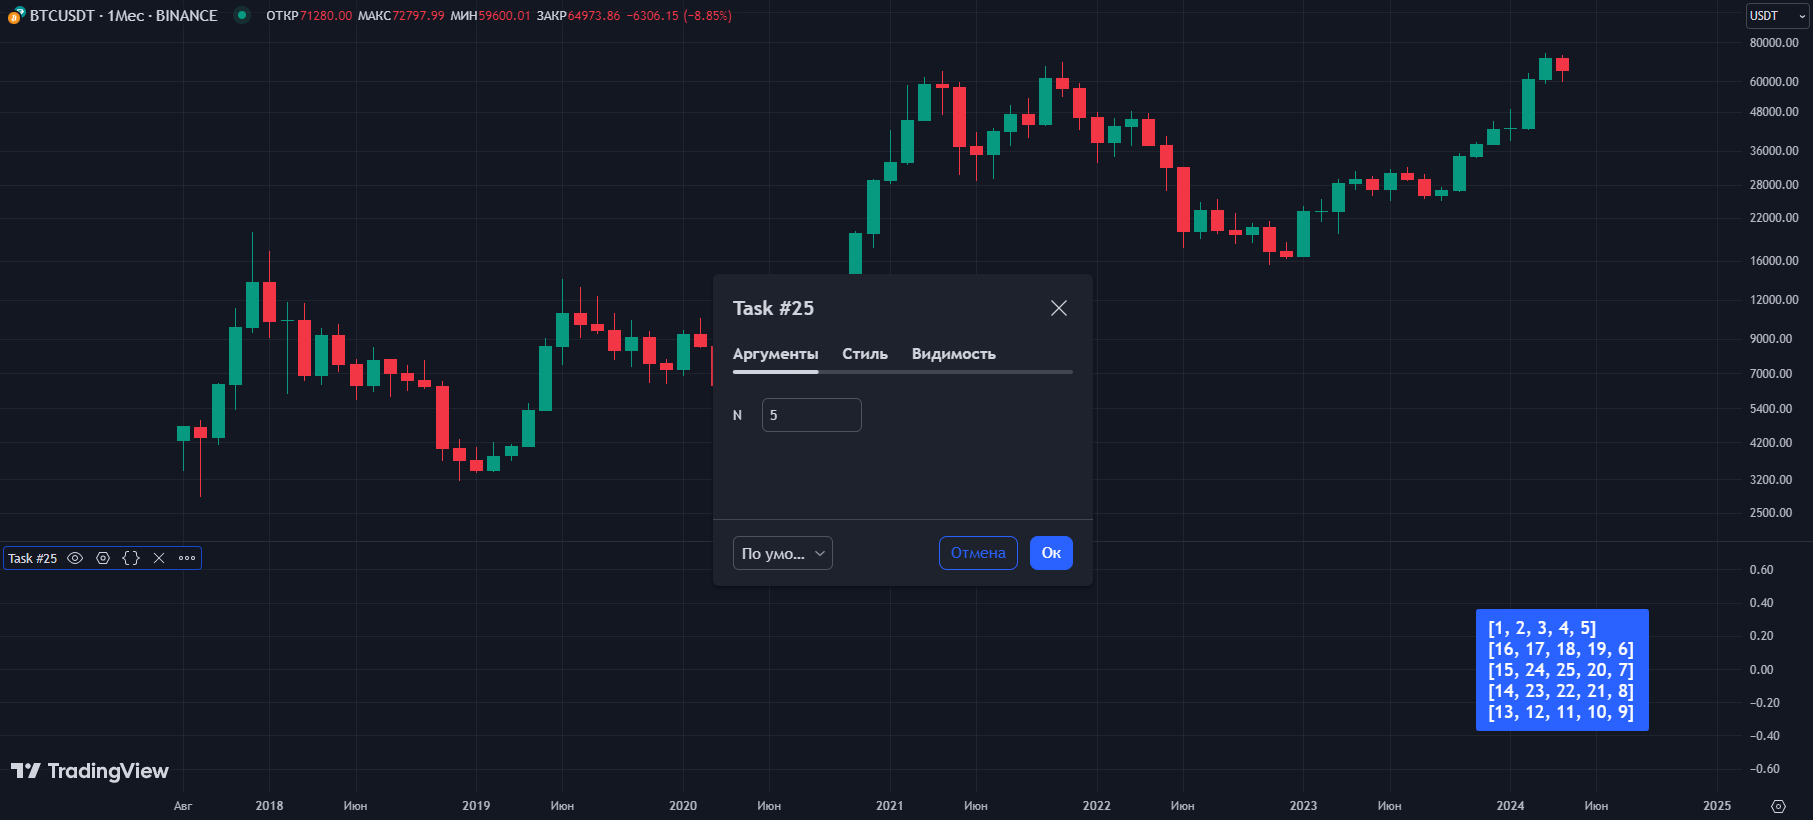 BTCUSDT · 1Мес · BINANCE ОТКР71280.00 МАКС72797.99 МИН59600.01 ЗАКР64973.86 −6306.15 (−8.85%)
USDT
80000.00
60000.00
48000.00
36000.00
28000.00
22000.00
16000.00
12000.00
9000.00
7000.00
5400.00
4200.00
3200.00
2500.00
Task #25
Аргументы Стиль Видимость
N 5
По умо... Отмена Ок
Task #25
0.60
0.40
0.20
0.00
−0.20
−0.40
−0.60
[1, 2, 3, 4, 5]
[16, 17, 18, 19, 6]
[15, 24, 25, 20, 7]
[14, 23, 22, 21, 8]
[13, 12, 11, 10, 9]
TradingView
Авг 2018 Июн 2019 Июн 2020 Июн 2021 Июн 2022 Июн 2023 Июн 2024 Июн 2025